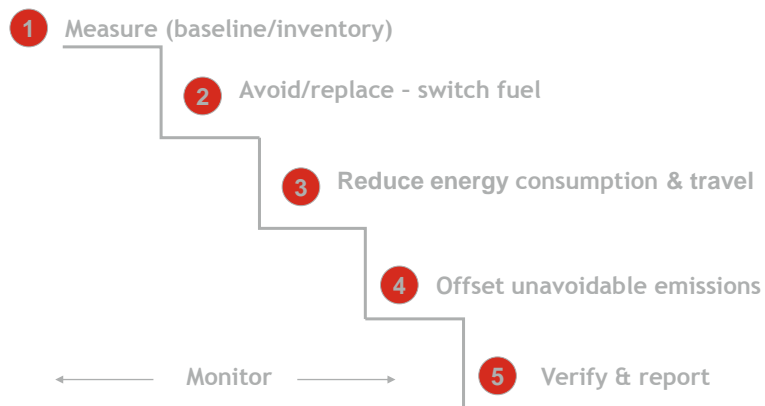 1 Measure (baseline/inventory)
2 Avoid/replace – switch fuel
3 Reduce energy consumption & travel
4 Offset unavoidable emissions
Monitor
5 Verify & report